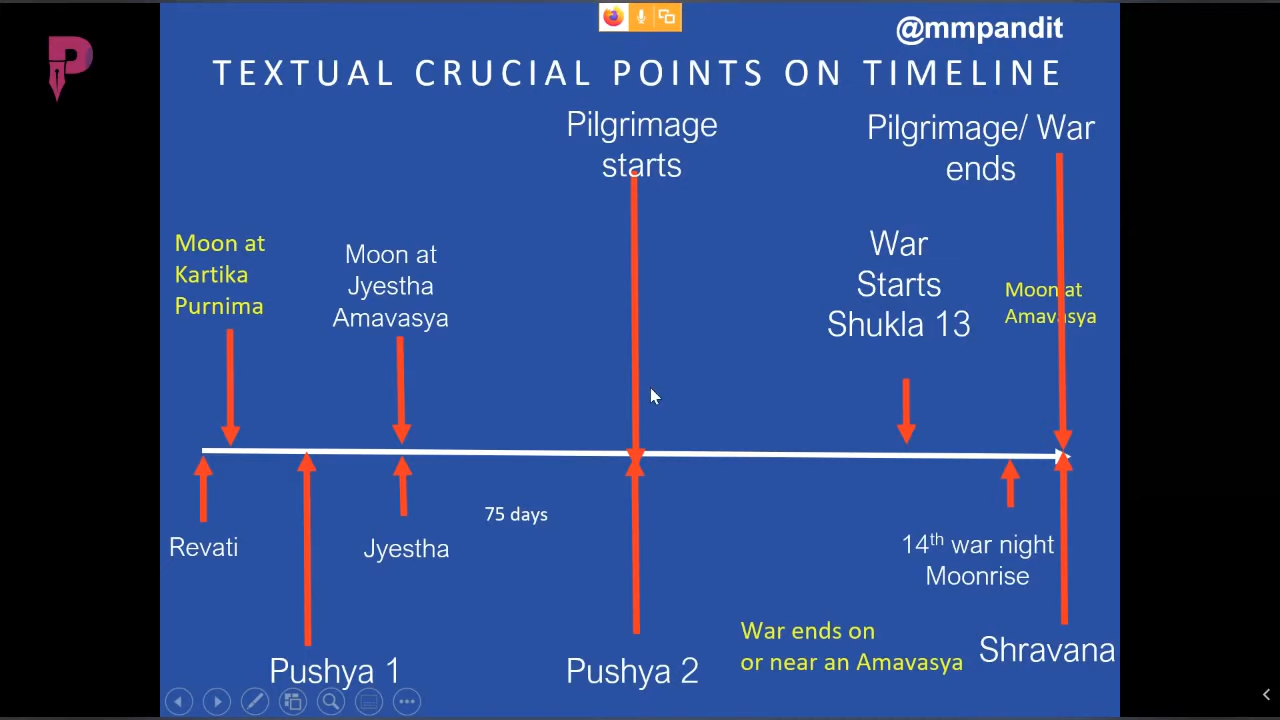 @mmpandit
TEXTUAL CRUCIAL POINTS ON TIMELINE
Pilgrimage
starts
Pilgrimage/ War
ends
Moon at
Kartika
Purnima
Moon at
Jyestha
Amavasya
War
Starts
Shukla 13
Moon at
Amavasya
Revati
Jyestha
75 days
14th war night
Moonrise
Pushya 1
Pushya 2
War ends on
or near an Amavasya
Shravana